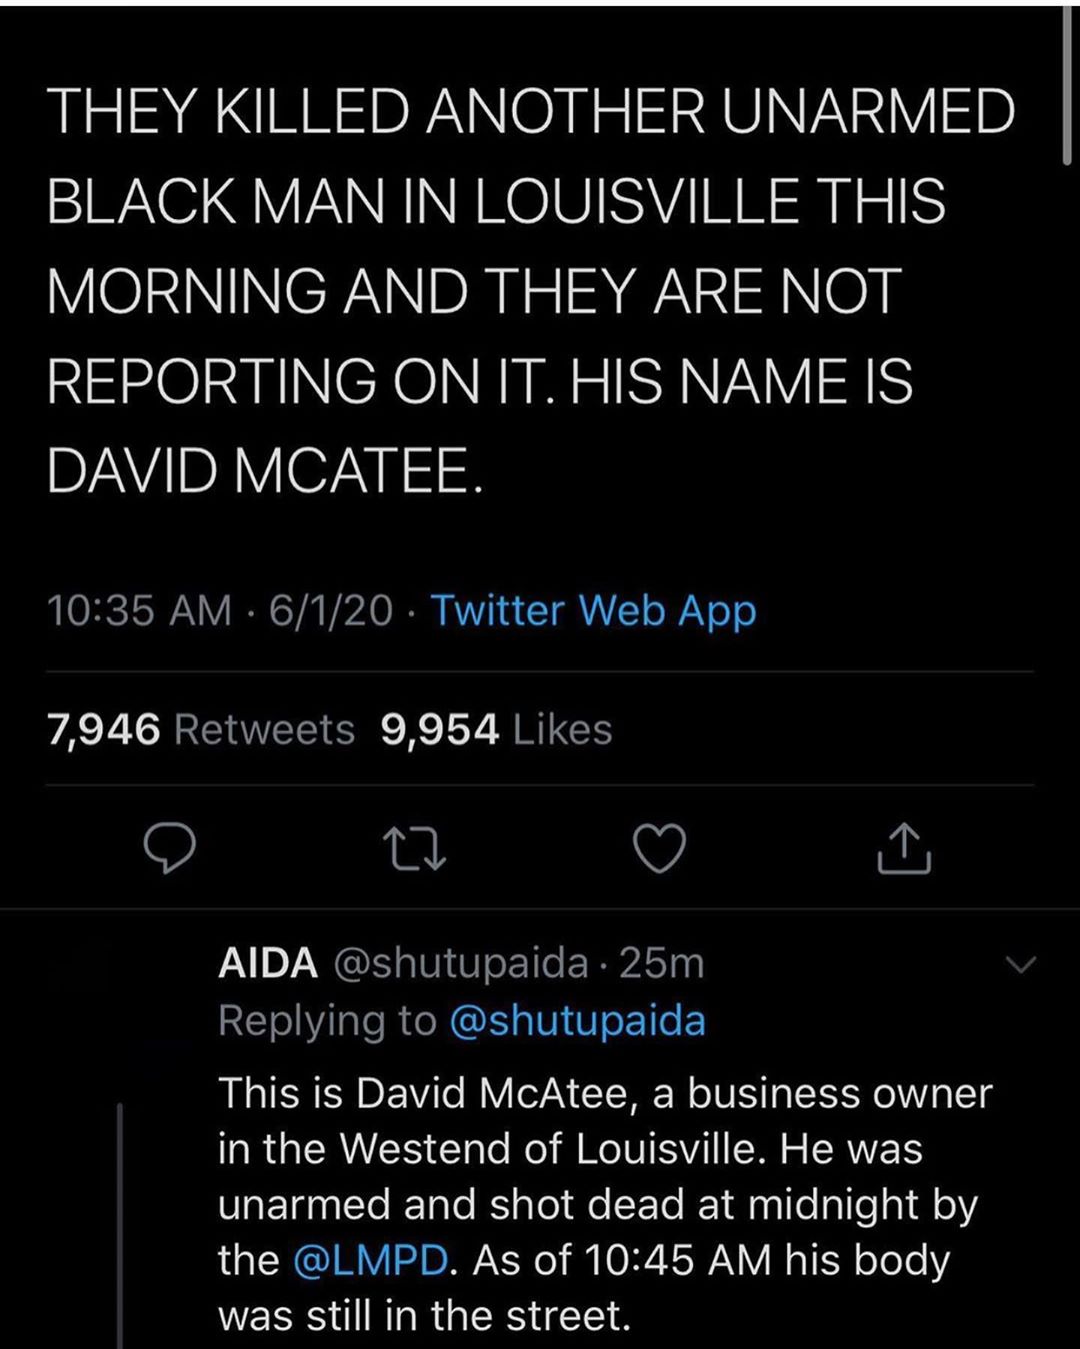 THEY KILLED ANOTHER UNARMED
BLACK MAN IN LOUISVILLE THIS
MORNING AND THEY ARE NOT
REPORTING ON IT. HIS NAME IS
DAVID MCATEE.
10:35 AM · 6/1/20 · Twitter Web App
7,946 Retweets 9,954 Likes
AIDA @shutupaida · 25m
Replying to @shutupaida
This is David McAtee, a business owner
in the Westend of Louisville. He was
unarmed and shot dead at midnight by
the @LMPD. As of 10:45 AM his body
was still in the street.